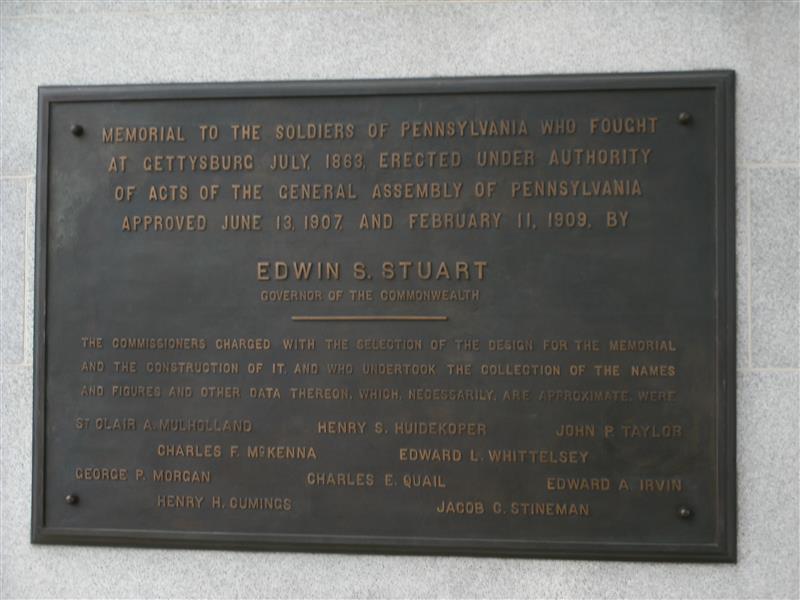 MEMORIAL TO THE SOLDIERS OF PENNSYLVANIA WHO FOUGHT
AT GETTYSBURG JULY, 1863, ERECTED UNDER AUTHORITY
OF ACTS OF THE GENERAL ASSEMBLY OF PENNSYLVANIA
APPROVED JUNE 13, 1907, AND FEBRUARY 11, 1909, BY
EDWIN S. STUART
GOVERNOR OF THE COMMONWEALTH
THE COMMISSIONERS CHARGED WITH THE SELECTION OF THE DESIGN FOR THE MEMORIAL
AND THE CONSTRUCTION OF IT, AND WHO UNDERTOOK THE COLLECTION OF THE NAMES
AND FIGURES AND OTHER DATA THEREON, WHICH, NECESSARILY, ARE APPROXIMATE, WERE
ST CLAIR A. MULHOLLAND HENRY S. HUIDEKOPER JOHN P. TAYLOR
CHARLES F. McKENNA EDWARD L. WHITTELSEY
GEORGE P. MORGAN CHARLES E. QUAIL EDWARD A. IRVIN
HENRY H. CUMINGS JACOB C. STINEMAN